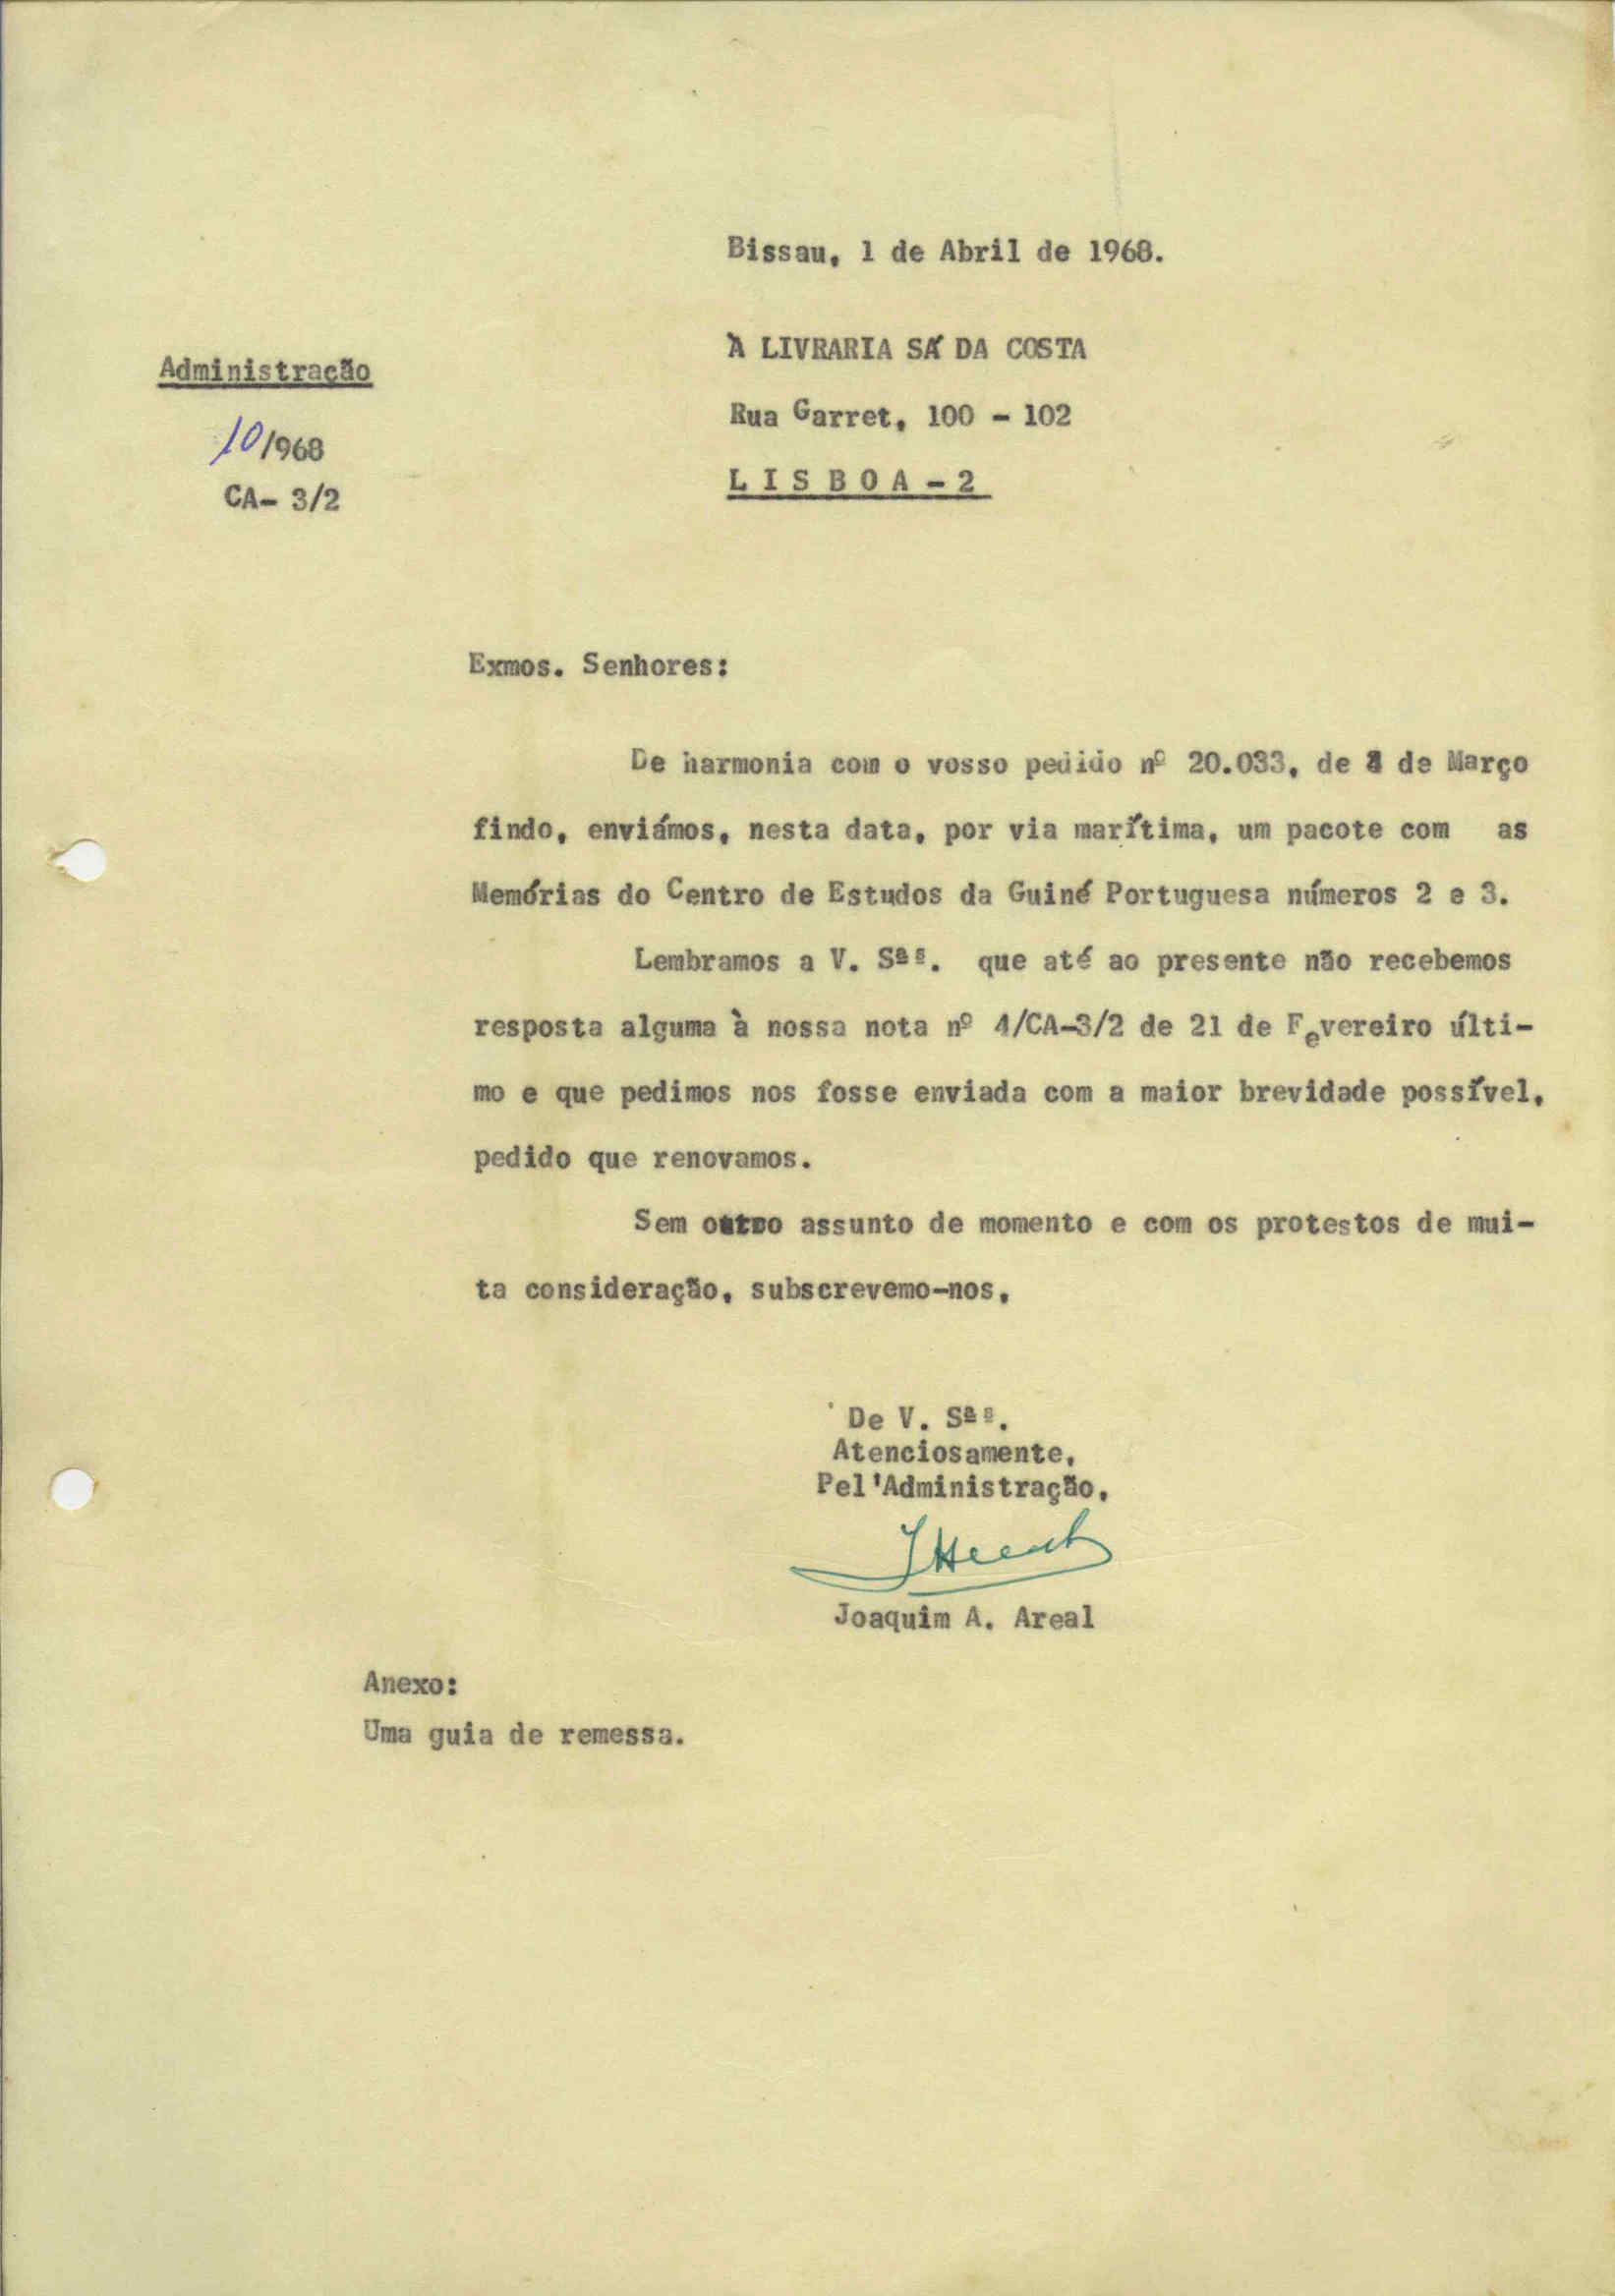 Bissau, 1 de Abril de 1968.
À LIVRARIA SÁ DA COSTA
Administração
Rua Garret, 100 - 102
10/968
LISBOA-2
CA- 3/2
Exmos. Senhores:
De harmonia com o vosso pedido nº 20.033, de de Março
findo, enviámos, nesta data, por via marítima, um pacote com as
Memórias do Centro de Estudos da Guiné Portuguesa números 2 e 3.
Lembramos a V. Sªs. que até ao presente não recebemos
resposta alguma à nossa nota nº 4/CA-3/2 de 21 de Fevereiro últi-
mo e que pedimos nos fosse enviada com a maior brevidade possível,
pedido que renovamos.
Sem outro assunto de momento e com os protestos de mui-
ta consideração, subscrevemo-nos,
De V. Sªs.
Atenciosamente,
Pel'Administração,
Joaquim A. Areal
Anexo:
Uma guia de remessa.